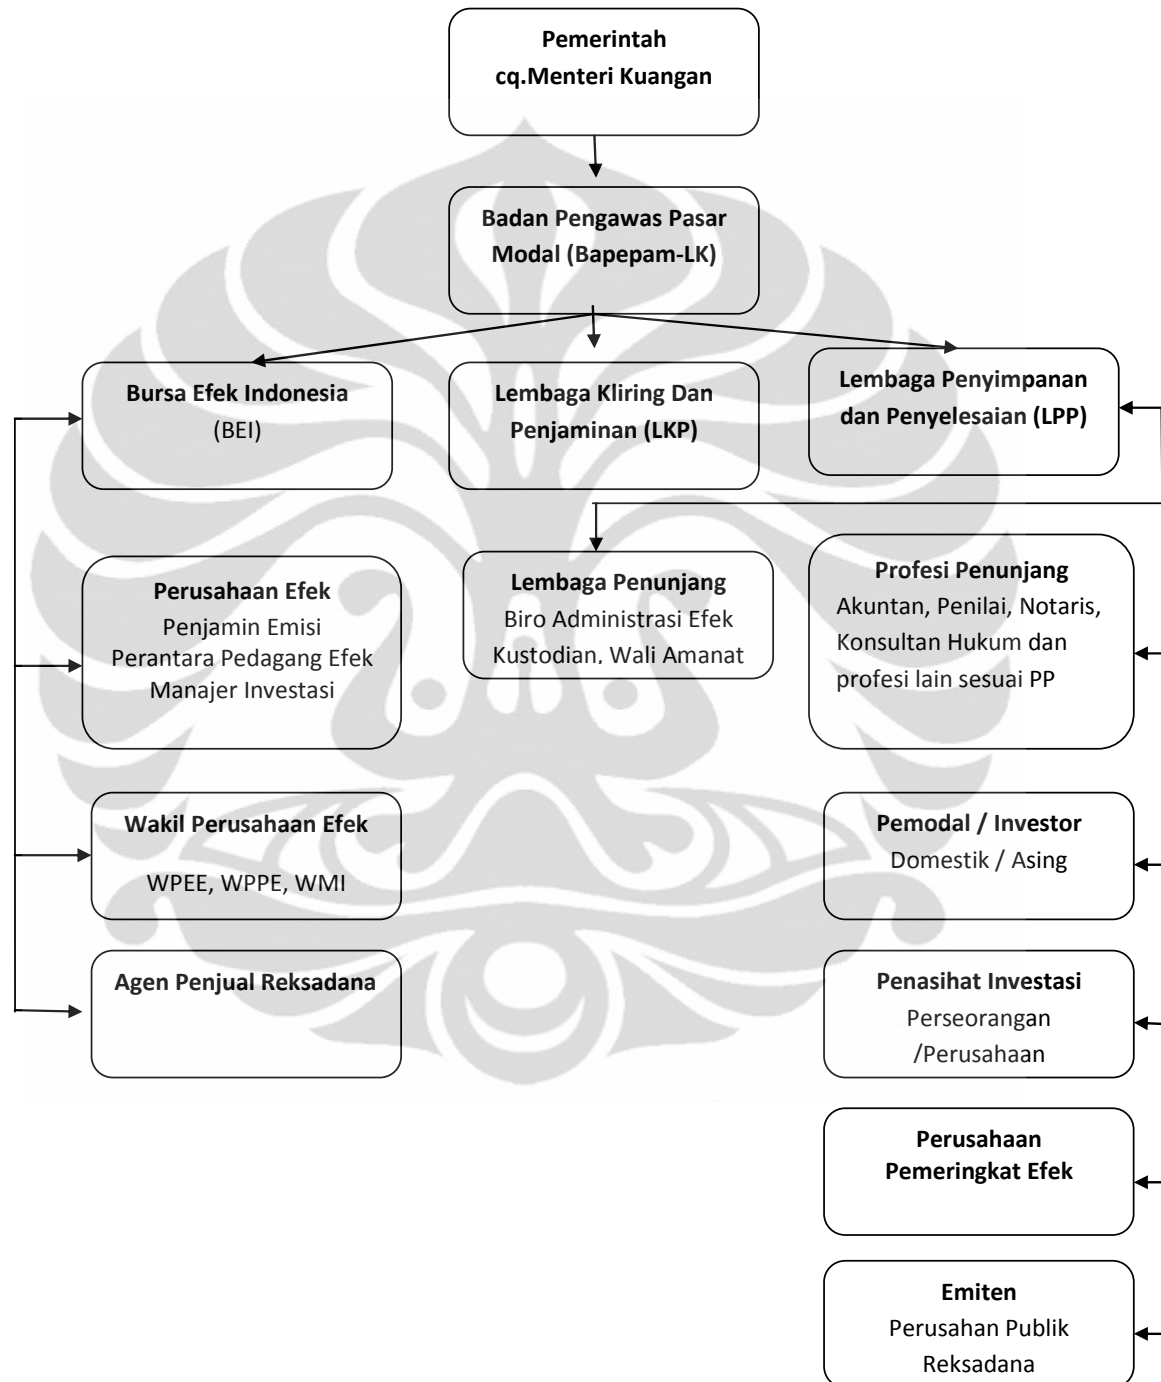 Pemerintah
cq.Menteri Kuangan
Badan Pengawas Pasar
Modal (Bapepam-LK)
Bursa Efek Indonesia
(BEI)
Lembaga Kliring Dan
Penjaminan (LKP)
Lembaga Penyimpanan
dan Penyelesaian (LPP)
Perusahaan Efek
Penjamin Emisi
Perantara Pedagang Efek
Manajer Investasi
Lembaga Penunjang
Biro Administrasi Efek
Kustodian, Wali Amanat
Profesi Penunjang
Akuntan, Penilai, Notaris,
Konsultan Hukum dan
profesi lain sesuai PP
Wakil Perusahaan Efek
WPEE, WPPE, WMI
Pemodal / Investor
Domestik / Asing
Agen Penjual Reksadana
Penasihat Investasi
Perseorangan
/Perusahaan
Perusahaan
Pemeringkat Efek
Emiten
Perusahan Publik
Reksadana